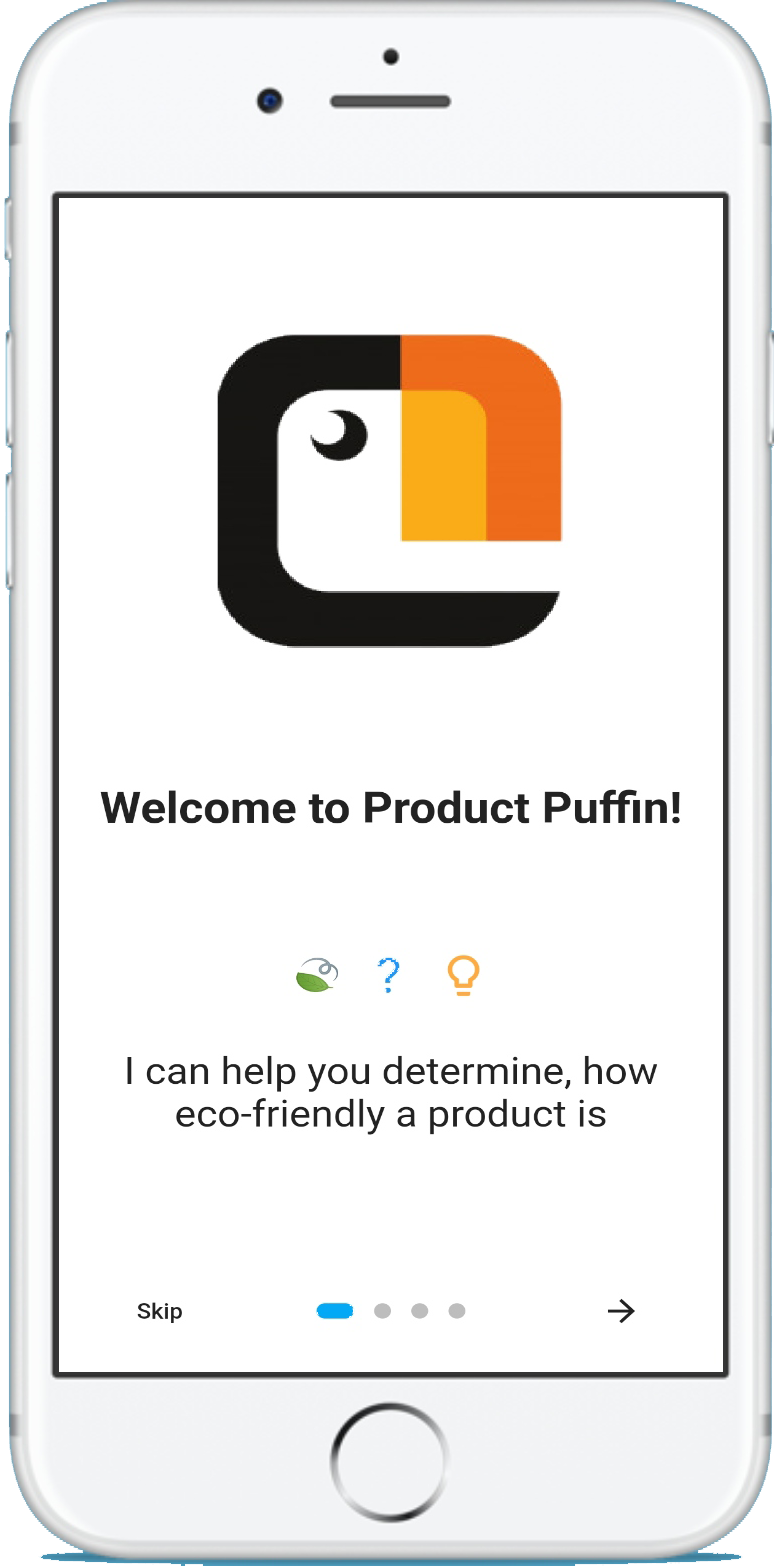 Welcome to Product Puffin!
?
I can help you determine, how
eco-friendly a product is
Skip